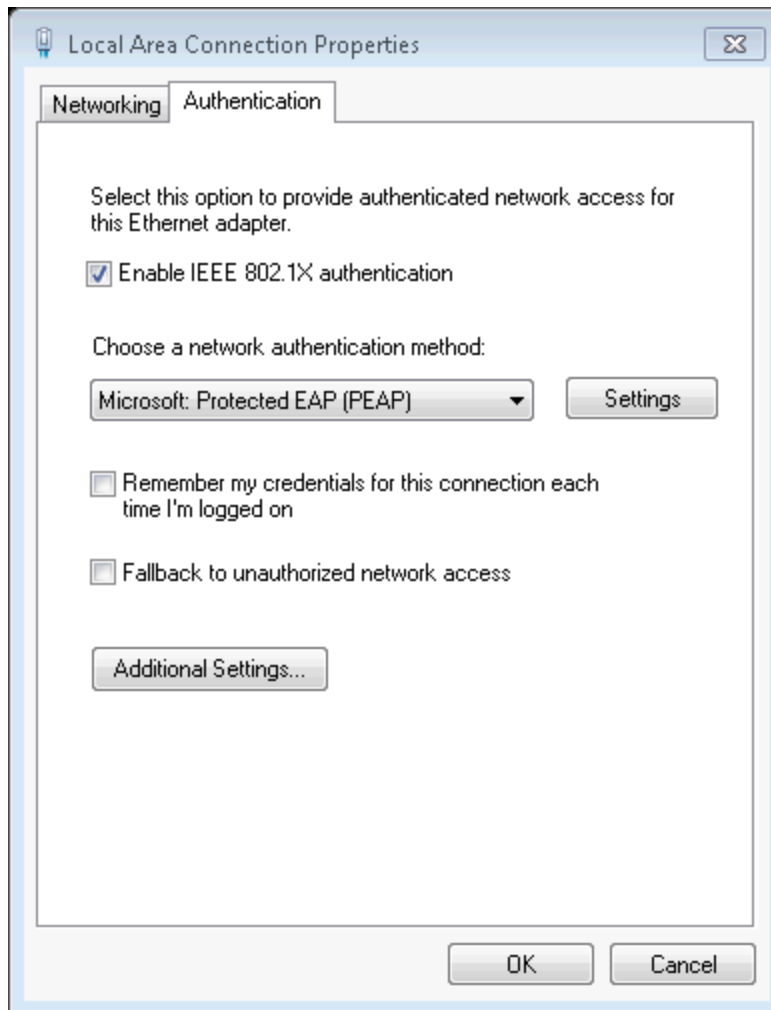 Local Area Connection Properties
Networking
Authentication
Select this option to provide authenticated network access for
this Ethernet adapter.
Enable IEEE 802.1X authentication
Choose a network authentication method:
Microsoft: Protected EAP (PEAP)
Settings
Remember my credentials for this connection each
time I'm logged on
Fallback to unauthorized network access
Additional Settings...
OK
Cancel